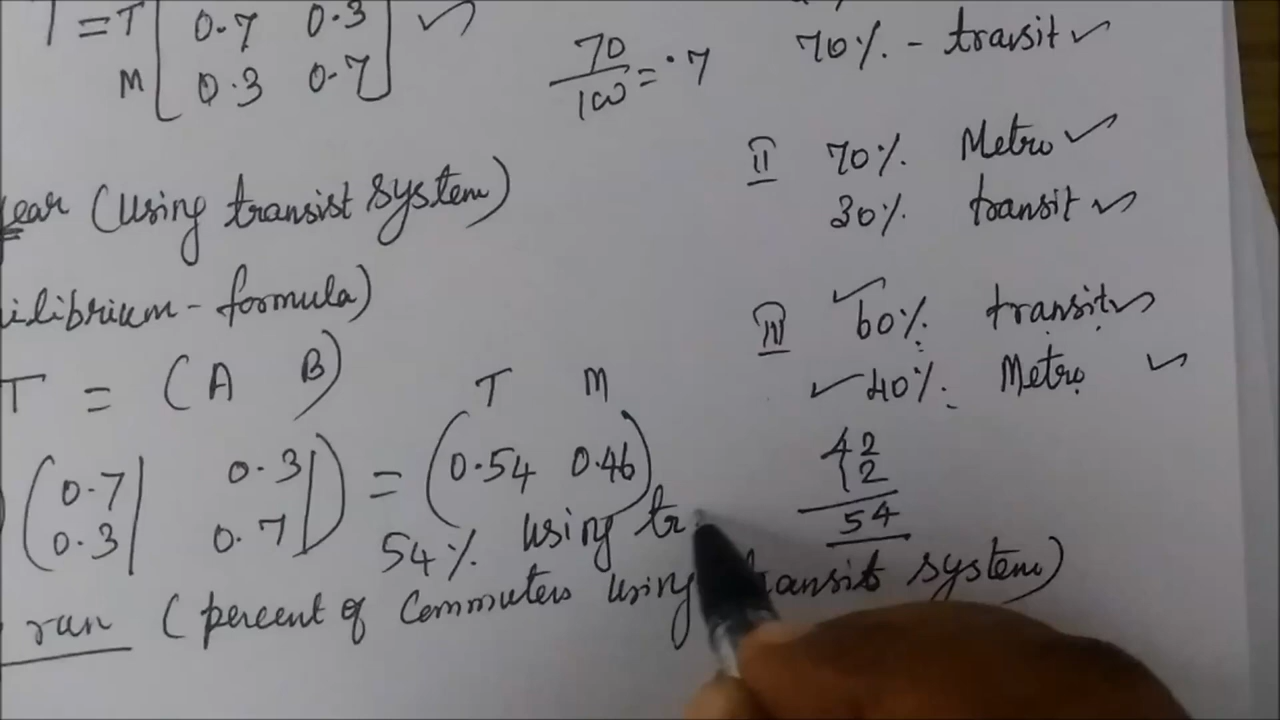 T = T [ 0.7 0.3 ] ✓
M [ 0.3 0.7 ]
70/100 = .7
70%. - transit ✓
II 70%. Metro ✓
30%. transit ✓
year (using transist system)
ilibrium - formula)
III ✓ 60%. transit ✓
✓ 40%. Metro ✓
T = (A B)
T M
(0.7 0.3) = (0.54 0.46)
0.3 0.7
42
12
54
54%. using tr
run (percent of Commuters using transit system)